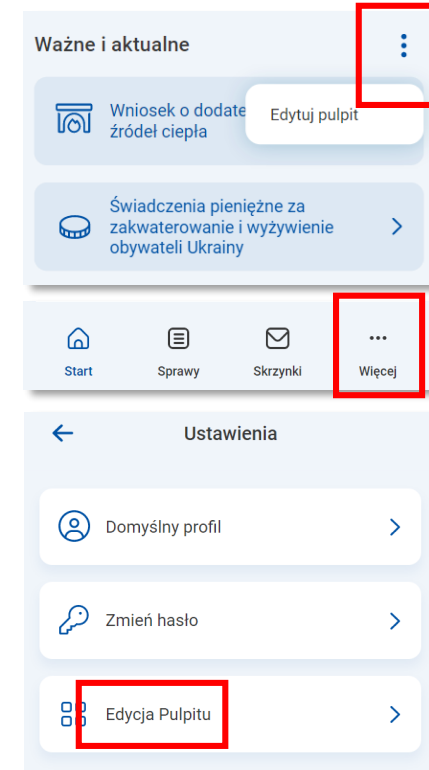 Ważne i aktualne
Wniosek o dodate
źródeł ciepła
Edytuj pulpit
Świadczenia pieniężne za
zakwaterowanie i wyżywienie
obywateli Ukrainy
Start
Sprawy
Skrzynki
Więcej
Ustawienia
Domyślny profil
Zmień hasło
Edycja Pulpitu